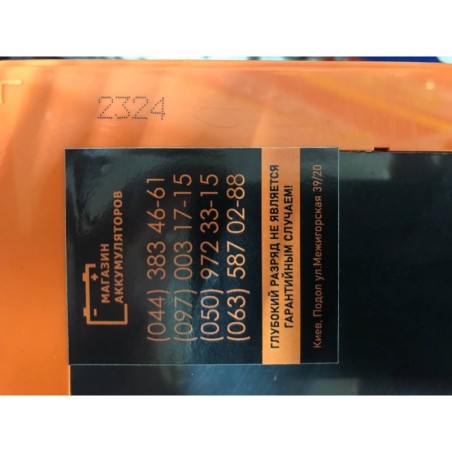 2324
МАГАЗИН
АККУМУЛЯТОРОВ
(044) 383 46-61
(097) 003 17-15
(050) 972 33-15
(063) 587 02-88
ГЛУБОКИЙ РАЗРЯД НЕ ЯВЛЯЕТСЯ
ГАРАНТИЙНЫМ СЛУЧАЕМ!
Киев, Подол ул.Межигорская 39/20